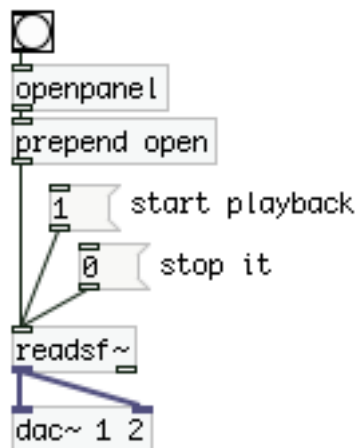 openpanel
prepend open
1 start playback
0 stop it
readsf~
dac~ 1 2